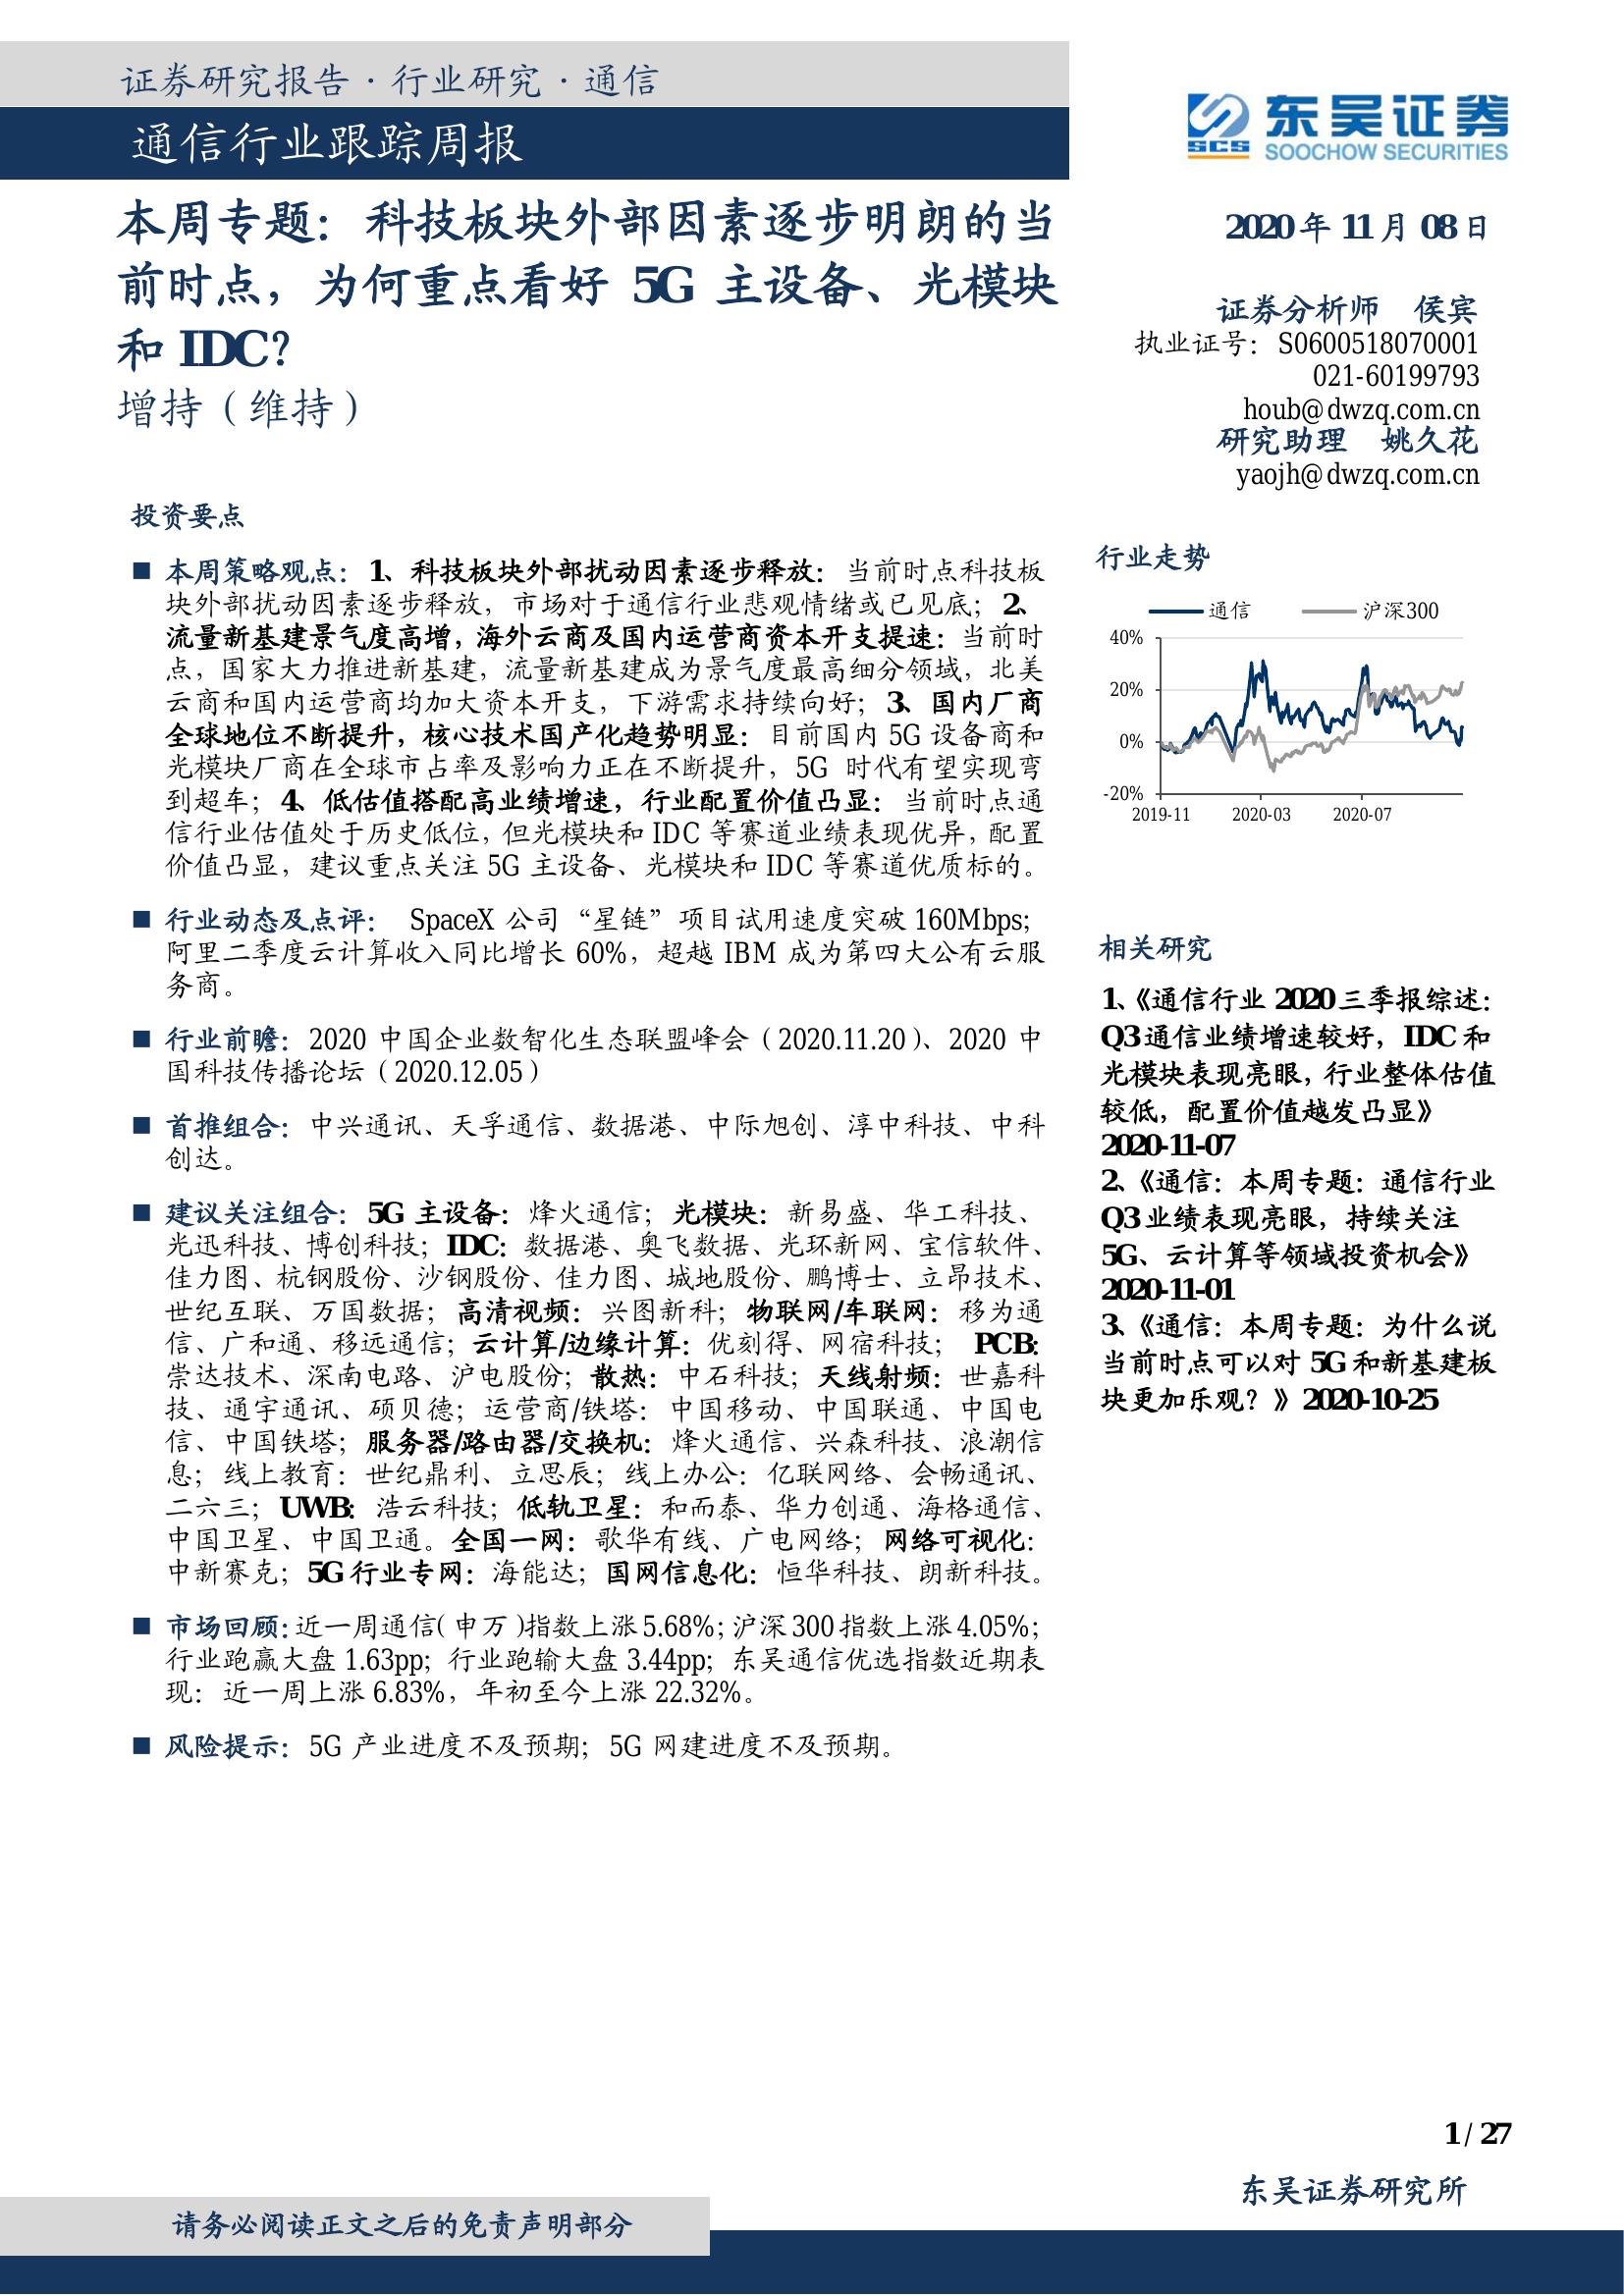 证券研究报告·行业研究·通信
通信行业跟踪周报
SCS 东吴证券
SOOCHOW SECURITIES
本周专题：科技板块外部因素逐步明朗的当
前时点，为何重点看好 5G 主设备、光模块
和 IDC？
增持（维持）
2020 年 11 月 08 日
证券分析师 侯宾
执业证号：S0600518070001
021-60199793
houb@dwzq.com.cn
研究助理 姚久花
yaojh@dwzq.com.cn
投资要点
■ 本周策略观点：1、科技板块外部扰动因素逐步释放：当前时点科技板
块外部扰动因素逐步释放，市场对于通信行业悲观情绪或已见底；2、
流量新基建景气度高增，海外云商及国内运营商资本开支提速：当前时
点，国家大力推进新基建，流量新基建成为景气度最高细分领域，北美
云商和国内运营商均加大资本开支，下游需求持续向好；3、国内厂商
全球地位不断提升，核心技术国产化趋势明显：目前国内 5G 设备商和
光模块厂商在全球市占率及影响力正在不断提升，5G 时代有望实现弯
到超车；4、低估值搭配高业绩增速，行业配置价值凸显：当前时点通
信行业估值处于历史低位，但光模块和 IDC 等赛道业绩表现优异，配置
价值凸显，建议重点关注 5G 主设备、光模块和 IDC 等赛道优质标的。
■ 行业动态及点评： SpaceX 公司“星链”项目试用速度突破 160Mbps；
阿里二季度云计算收入同比增长 60%，超越 IBM 成为第四大公有云服
务商。
■ 行业前瞻：2020 中国企业数智化生态联盟峰会（2020.11.20）、2020 中
国科技传播论坛（2020.12.05）
■ 首推组合：中兴通讯、天孚通信、数据港、中际旭创、淳中科技、中科
创达。
■ 建议关注组合：5G 主设备：烽火通信；光模块：新易盛、华工科技、
光迅科技、博创科技；IDC：数据港、奥飞数据、光环新网、宝信软件、
佳力图、杭钢股份、沙钢股份、佳力图、城地股份、鹏博士、立昂技术、
世纪互联、万国数据；高清视频：兴图新科；物联网/车联网：移为通
信、广和通、移远通信；云计算/边缘计算：优刻得、网宿科技； PCB：
崇达技术、深南电路、沪电股份；散热：中石科技；天线射频：世嘉科
技、通宇通讯、硕贝德；运营商/铁塔：中国移动、中国联通、中国电
信、中国铁塔；服务器/路由器/交换机：烽火通信、兴森科技、浪潮信
息；线上教育：世纪鼎利、立思辰；线上办公：亿联网络、会畅通讯、
二六三；UWB：浩云科技；低轨卫星：和而泰、华力创通、海格通信、
中国卫星、中国卫通。全国一网：歌华有线、广电网络；网络可视化：
中新赛克；5G 行业专网：海能达；国网信息化：恒华科技、朗新科技。
■ 市场回顾：近一周通信（申万）指数上涨 5.68%；沪深 300 指数上涨 4.05%；
行业跑赢大盘 1.63pp；行业跑输大盘 3.44pp；东吴通信优选指数近期表
现：近一周上涨 6.83%，年初至今上涨 22.32%。
■ 风险提示：5G 产业进度不及预期；5G 网建进度不及预期。
行业走势
通信 沪深300
40%
20%
0%
-20%
2019-11 2020-03 2020-07
相关研究
1、《通信行业 2020 三季报综述：
Q3 通信业绩增速较好，IDC 和
光模块表现亮眼，行业整体估值
较低，配置价值越发凸显》
2020-11-07
2、《通信：本周专题：通信行业
Q3 业绩表现亮眼，持续关注
5G、云计算等领域投资机会》
2020-11-01
3、《通信：本周专题：为什么说
当前时点可以对 5G 和新基建板
块更加乐观？》2020-10-25
1 / 27
东吴证券研究所
请务必阅读正文之后的免责声明部分